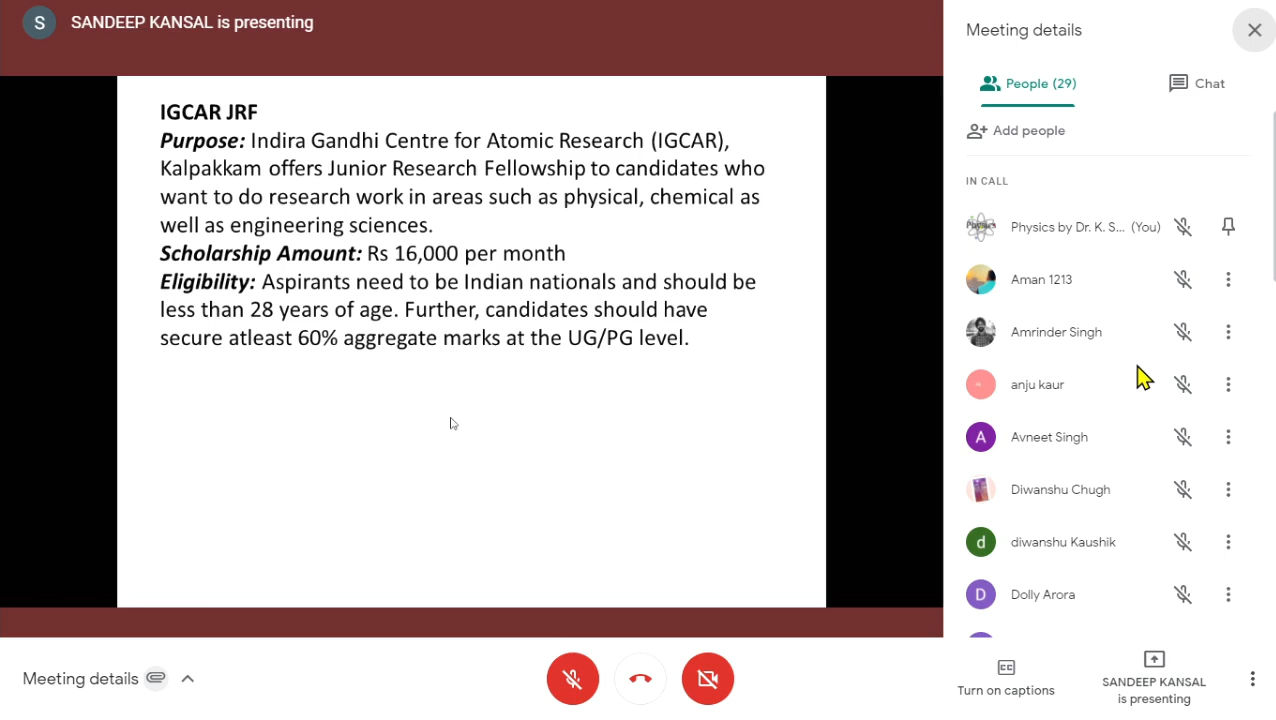 S SANDEEP KANSAL is presenting
IGCAR JRF
Purpose: Indira Gandhi Centre for Atomic Research (IGCAR),
Kalpakkam offers Junior Research Fellowship to candidates who
want to do research work in areas such as physical, chemical as
well as engineering sciences.
Scholarship Amount: Rs 16,000 per month
Eligibility: Aspirants need to be Indian nationals and should be
less than 28 years of age. Further, candidates should have
secure atleast 60% aggregate marks at the UG/PG level.
Meeting details
People (29)
Chat
Add people
IN CALL
Physics
Physics by Dr. K. S... (You)
Aman 1213
Amrinder Singh
anju kaur
A
Avneet Singh
Diwanshu Chugh
d
diwanshu Kaushik
D
Dolly Arora
Meeting details
CC
Turn on captions
SANDEEP KANSAL
is presenting